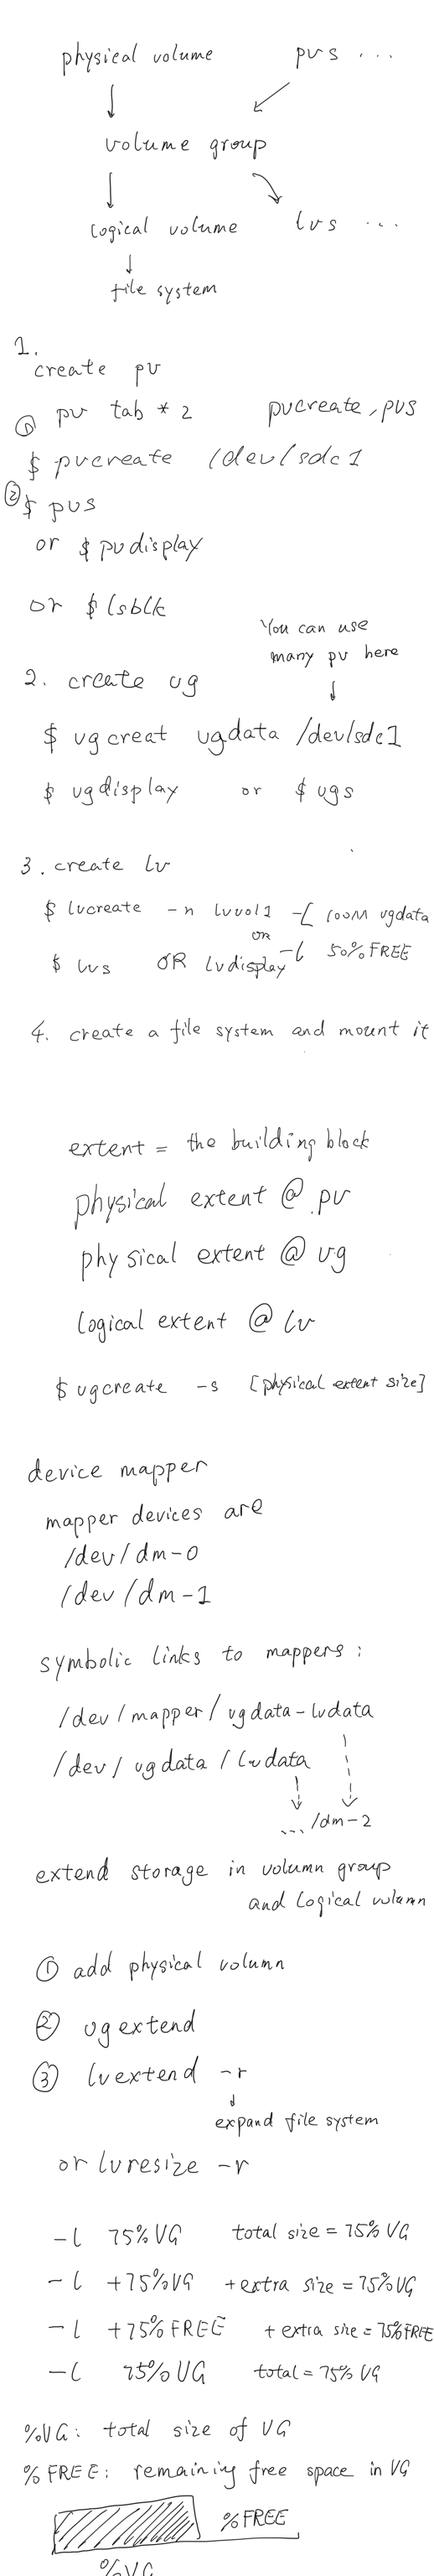 physical volume pvs ...
volume group
logical volume lvs ...
file system
1.
create pv
① pv tab * 2 pvcreate, pvs
$ pvcreate /dev/sdc1
② $ pvs
or $ pvdisplay
or $ lsblk
You can use
many pv here
2. create vg
$ vgcreat vgdata /dev/sdc1
$ vgdisplay or $ vgs
3. create lv
$ lvcreate -n lvvol1 -L 100M vgdata
or
-l 50%FREE
$ lvs OR lvdisplay
4. create a file system and mount it
extent = the building block
physical extent @ pv
physical extent @ vg
logical extent @ lv
$ vgcreate -s [physical extent size]
device mapper
mapper devices are
/dev/dm-0
/dev/dm-1
symbolic links to mappers:
/dev/mapper/vgdata-lvdata
/dev/vgdata/lvdata
.../dm-2
extend storage in volumn group
and logical volumn
① add physical volumn
② vgextend
③ lvextend -r
expand file system
or lvresize -r
-l 75%VG total size = 75% VG
-l +75%VG + extra size = 75% VG
-l +75% FREE + extra size = 75% FREE
-l 75% VG total = 75% VG
%VG: total size of VG
%FREE: remaining free space in VG
%FREE
%VG